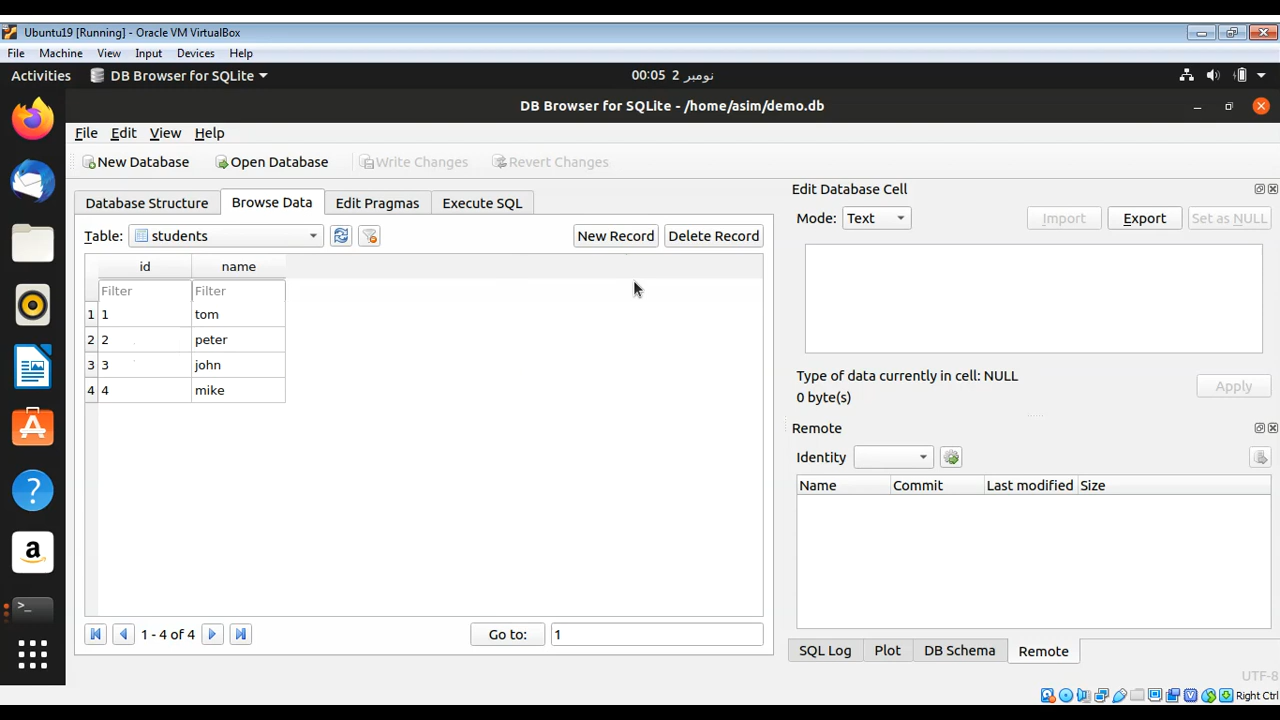 Ubuntu19 [Running] - Oracle VM VirtualBox
File Machine View Input Devices Help
Activities DB Browser for SQLite 00:05 2 نومبر
DB Browser for SQLite - /home/asim/demo.db
File Edit View Help
New Database Open Database Write Changes Revert Changes
Database Structure Browse Data Edit Pragmas Execute SQL
Table: students New Record Delete Record
id name
Filter Filter
1 1 tom
2 2 peter
3 3 john
4 4 mike
1 - 4 of 4 Go to: 1
Edit Database Cell
Mode: Text Import Export Set as NULL
Type of data currently in cell: NULL
0 byte(s)
Apply
Remote
Identity
Name Commit Last modified Size
SQL Log Plot DB Schema Remote
UTF-8
Right Ctrl